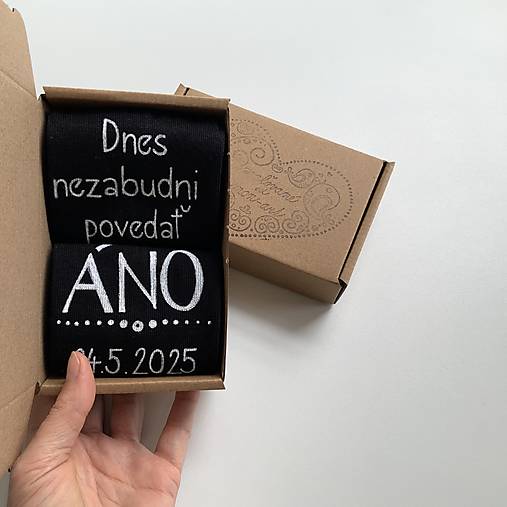 Dnes
nezabudni
povedať
ÁNO
4.5.2025